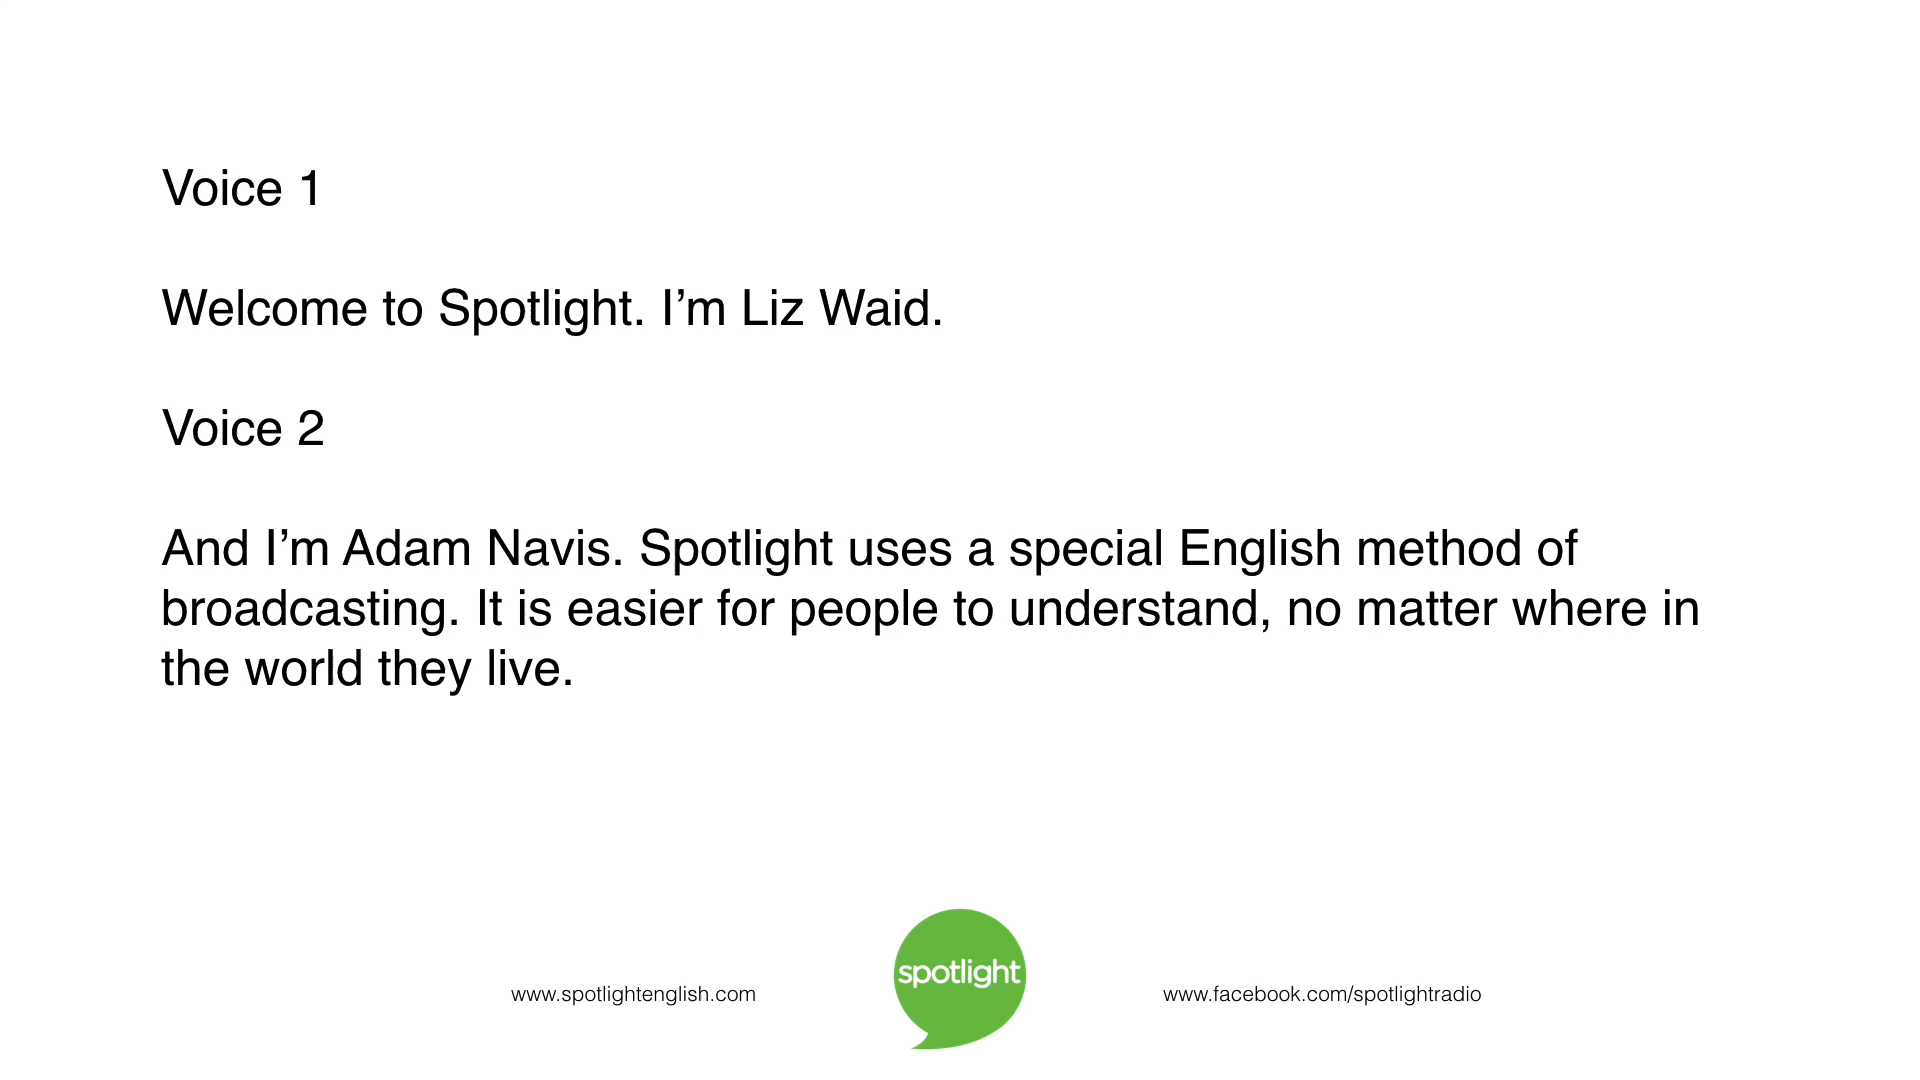 Voice 1
Welcome to Spotlight. I’m Liz Waid.
Voice 2
And I’m Adam Navis. Spotlight uses a special English method of
broadcasting. It is easier for people to understand, no matter where in
the world they live.
www.spotlightenglish.com
spotlight
www.facebook.com/spotlightradio